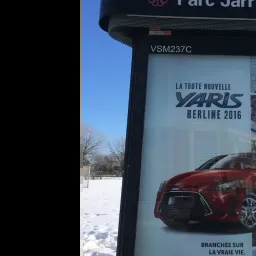 Parc Jarr
VSM237C
LA TOUTE NOUVELLE
YARIS
BERLINE 2016
BRANCHÉE SUR
LA VRAIE VIE.